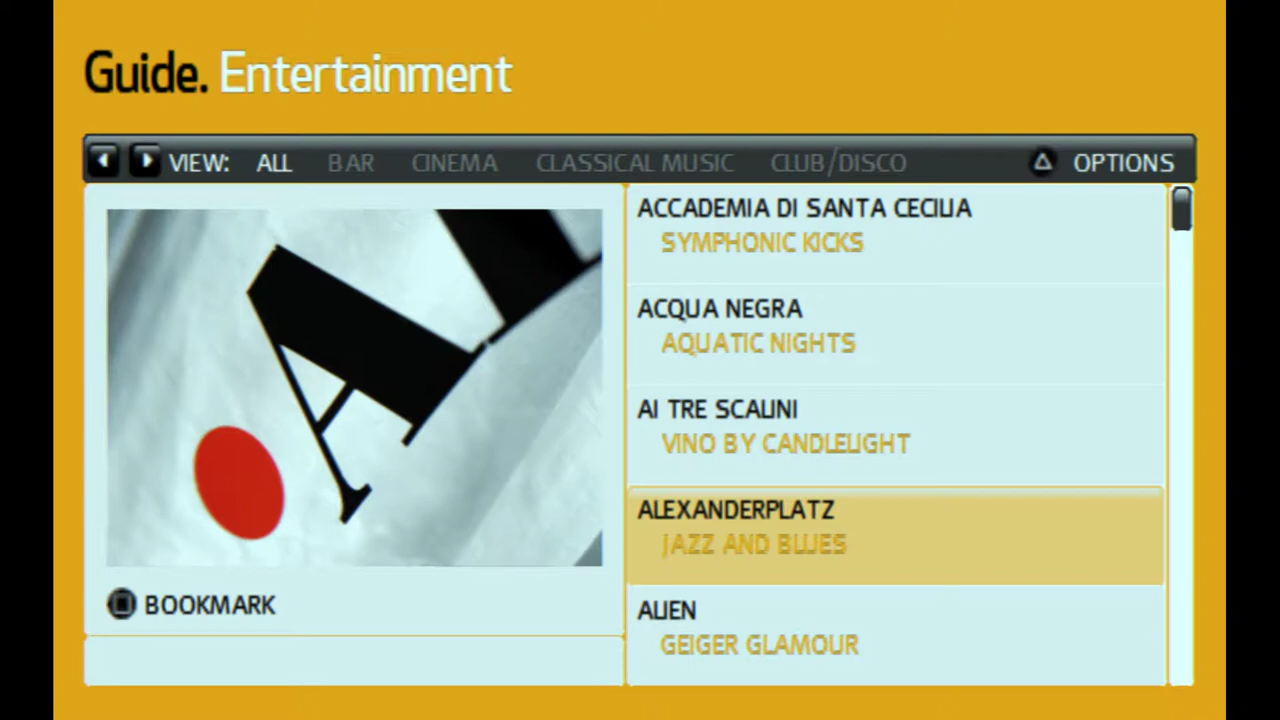 Guide. Entertainment
VIEW: ALL BAR CINEMA CLASSICAL MUSIC CLUB/DISCO OPTIONS
ACCADEMIA DI SANTA CECILIA
SYMPHONIC KICKS
ACQUA NEGRA
AQUATIC NIGHTS
AI TRE SCALINI
VINO BY CANDLELIGHT
ALEXANDERPLATZ
JAZZ AND BLUES
ALIEN
GEIGER GLAMOUR
A
BOOKMARK